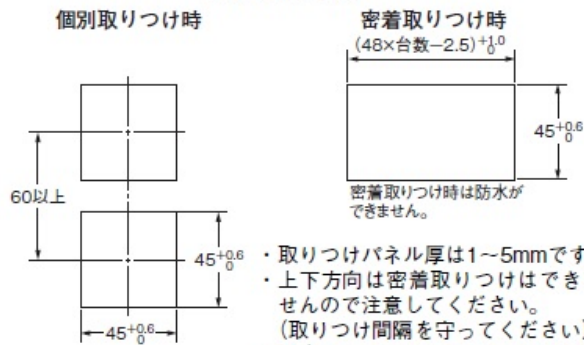 個別取りつけ時
密着取りつけ時
(48×台数−2.5)+1.0 0
45+0.6 0
60以上
密着取りつけ時は防水が
できません。
45+0.6 0
45+0.6 0
・取りつけパネル厚は1〜5mmです
・上下方向は密着取りつけはでき
せんので注意してください。
(取りつけ間隔を守ってください)